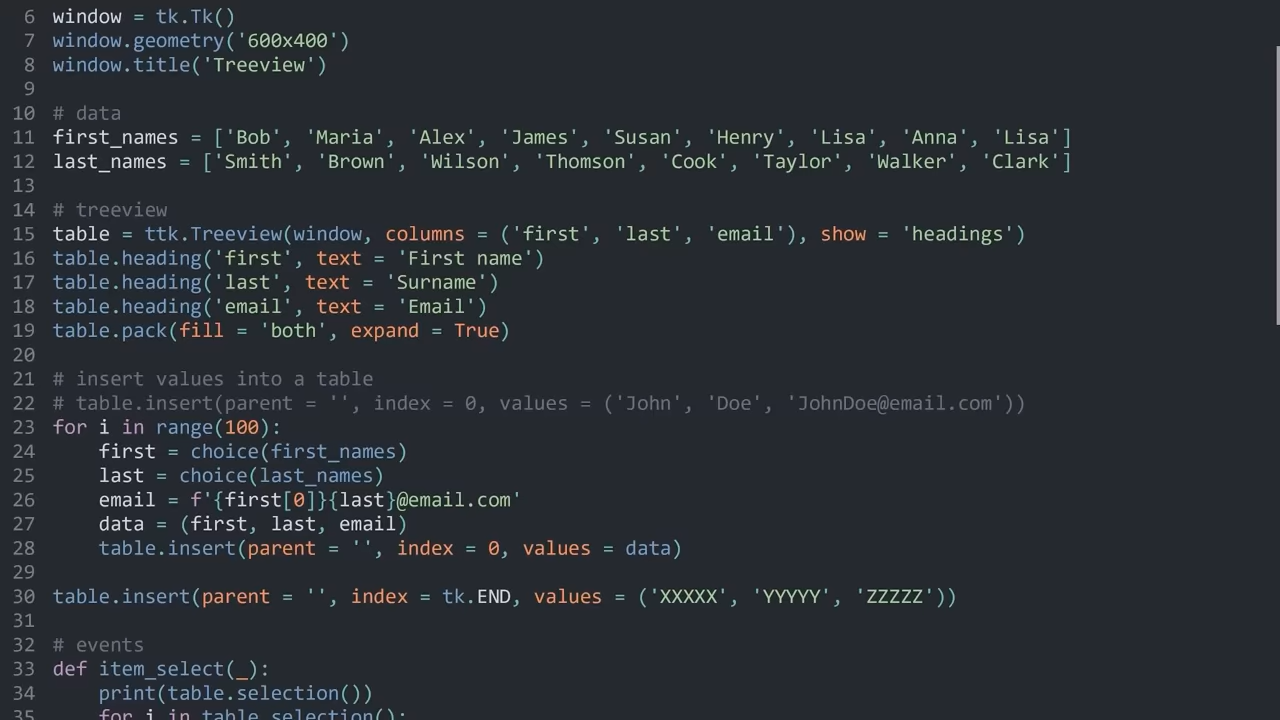 6 window = tk.Tk()
7 window.geometry('600x400')
8 window.title('Treeview')
9
10 # data
11 first_names = ['Bob', 'Maria', 'Alex', 'James', 'Susan', 'Henry', 'Lisa', 'Anna', 'Lisa']
12 last_names = ['Smith', 'Brown', 'Wilson', 'Thomson', 'Cook', 'Taylor', 'Walker', 'Clark']
13
14 # treeview
15 table = ttk.Treeview(window, columns = ('first', 'last', 'email'), show = 'headings')
16 table.heading('first', text = 'First name')
17 table.heading('last', text = 'Surname')
18 table.heading('email', text = 'Email')
19 table.pack(fill = 'both', expand = True)
20
21 # insert values into a table
22 # table.insert(parent = '', index = 0, values = ('John', 'Doe', 'JohnDoe@email.com'))
23 for i in range(100):
24     first = choice(first_names)
25     last = choice(last_names)
26     email = f'{first[0]}{last}@email.com'
27     data = (first, last, email)
28     table.insert(parent = '', index = 0, values = data)
29
30 table.insert(parent = '', index = tk.END, values = ('XXXXX', 'YYYYY', 'ZZZZZ'))
31
32 # events
33 def item_select(_):
34     print(table.selection())
35     for i in table.selection():